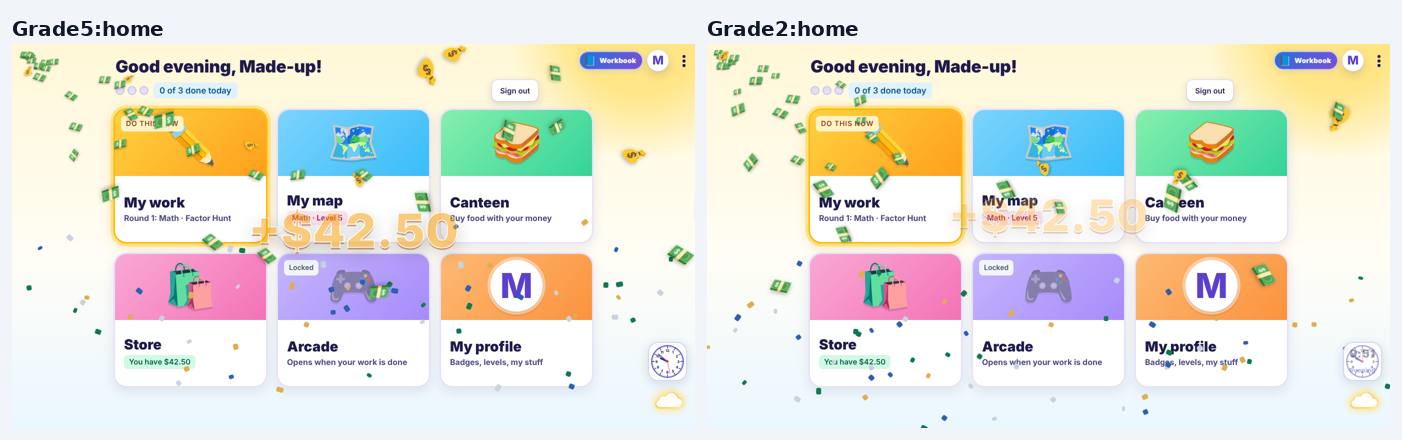 Grade5:home
Good evening, Made-up!
Workbook
M
0 of 3 done today
Sign out
DO THIS NOW
My work
Round 1: Math · Factor Hunt
My map
Math · Level 5
Canteen
Buy food with your money
+$42.50
Store
You have $42.50
Locked
Arcade
Opens when your work is done
M
My profile
Badges, levels, my stuff
Grade2:home
Good evening, Made-up!
Workbook
M
0 of 3 done today
Sign out
DO THIS NOW
My work
Round 1: Math · Factor Hunt
My map
Math · Level 5
Canteen
Buy food with your money
+$42.50
Store
You have $42.50
Locked
Arcade
Opens when your work is done
M
My profile
Badges, levels, my stuff